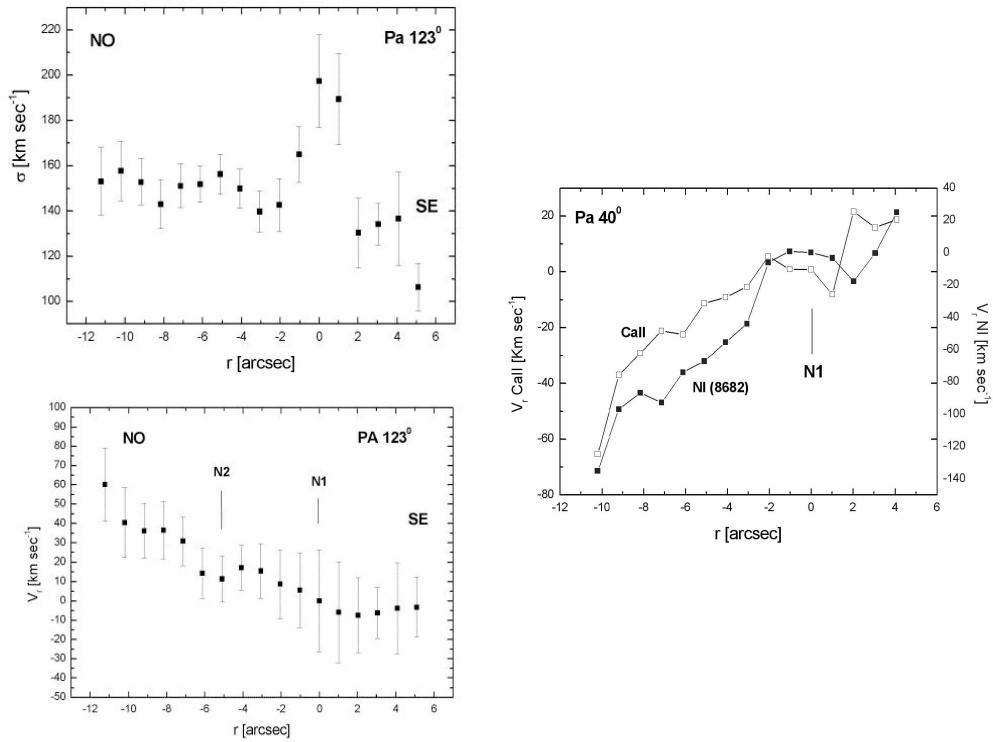 NO
Pa 123⁰
SE
σ [km sec⁻¹]
220
200
180
160
140
120
100
-12 -10 -8 -6 -4 -2 0 2 4 6
r [arcsec]
NO
PA 123⁰
N2
N1
SE
V_r [km sec⁻¹]
100
90
80
70
60
50
40
30
20
10
0
-10
-20
-30
-40
-50
-12 -10 -8 -6 -4 -2 0 2 4 6
r [arcsec]
Pa 40⁰
CaII
NI (8682)
N1
V_r CaII [Km sec⁻¹]
20
0
-20
-40
-60
-80
V_r NI [km sec⁻¹]
40
20
0
-20
-40
-60
-80
-100
-120
-140
-12 -10 -8 -6 -4 -2 0 2 4 6
r [arcsec]